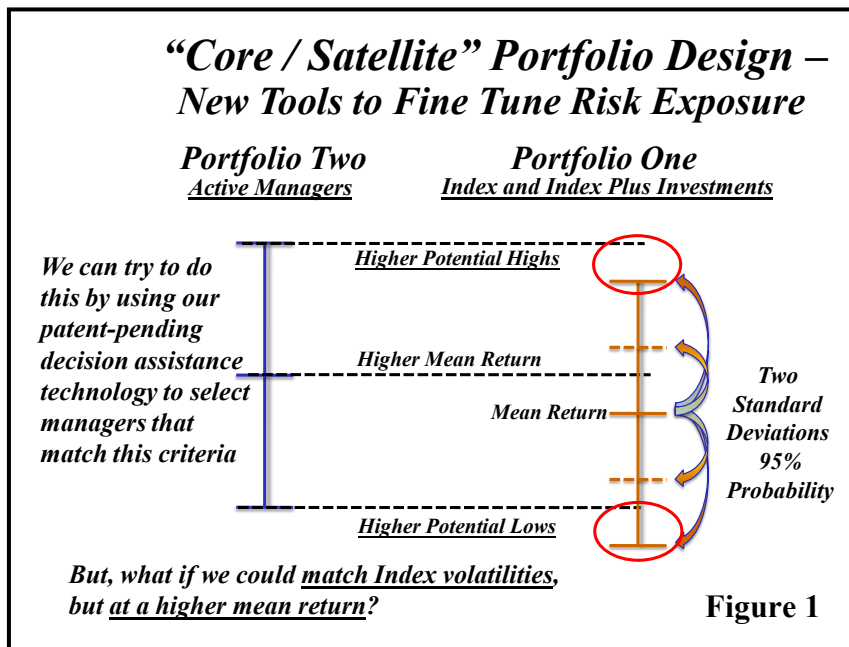 “Core / Satellite” Portfolio Design –
New Tools to Fine Tune Risk Exposure
Portfolio Two
Active Managers
Portfolio One
Index and Index Plus Investments
We can try to do
this by using our
patent-pending
decision assistance
technology to select
managers that
match this criteria
Higher Potential Highs
Higher Mean Return
Mean Return
Higher Potential Lows
Two
Standard
Deviations
95%
Probability
But, what if we could match Index volatilities,
but at a higher mean return?
Figure 1